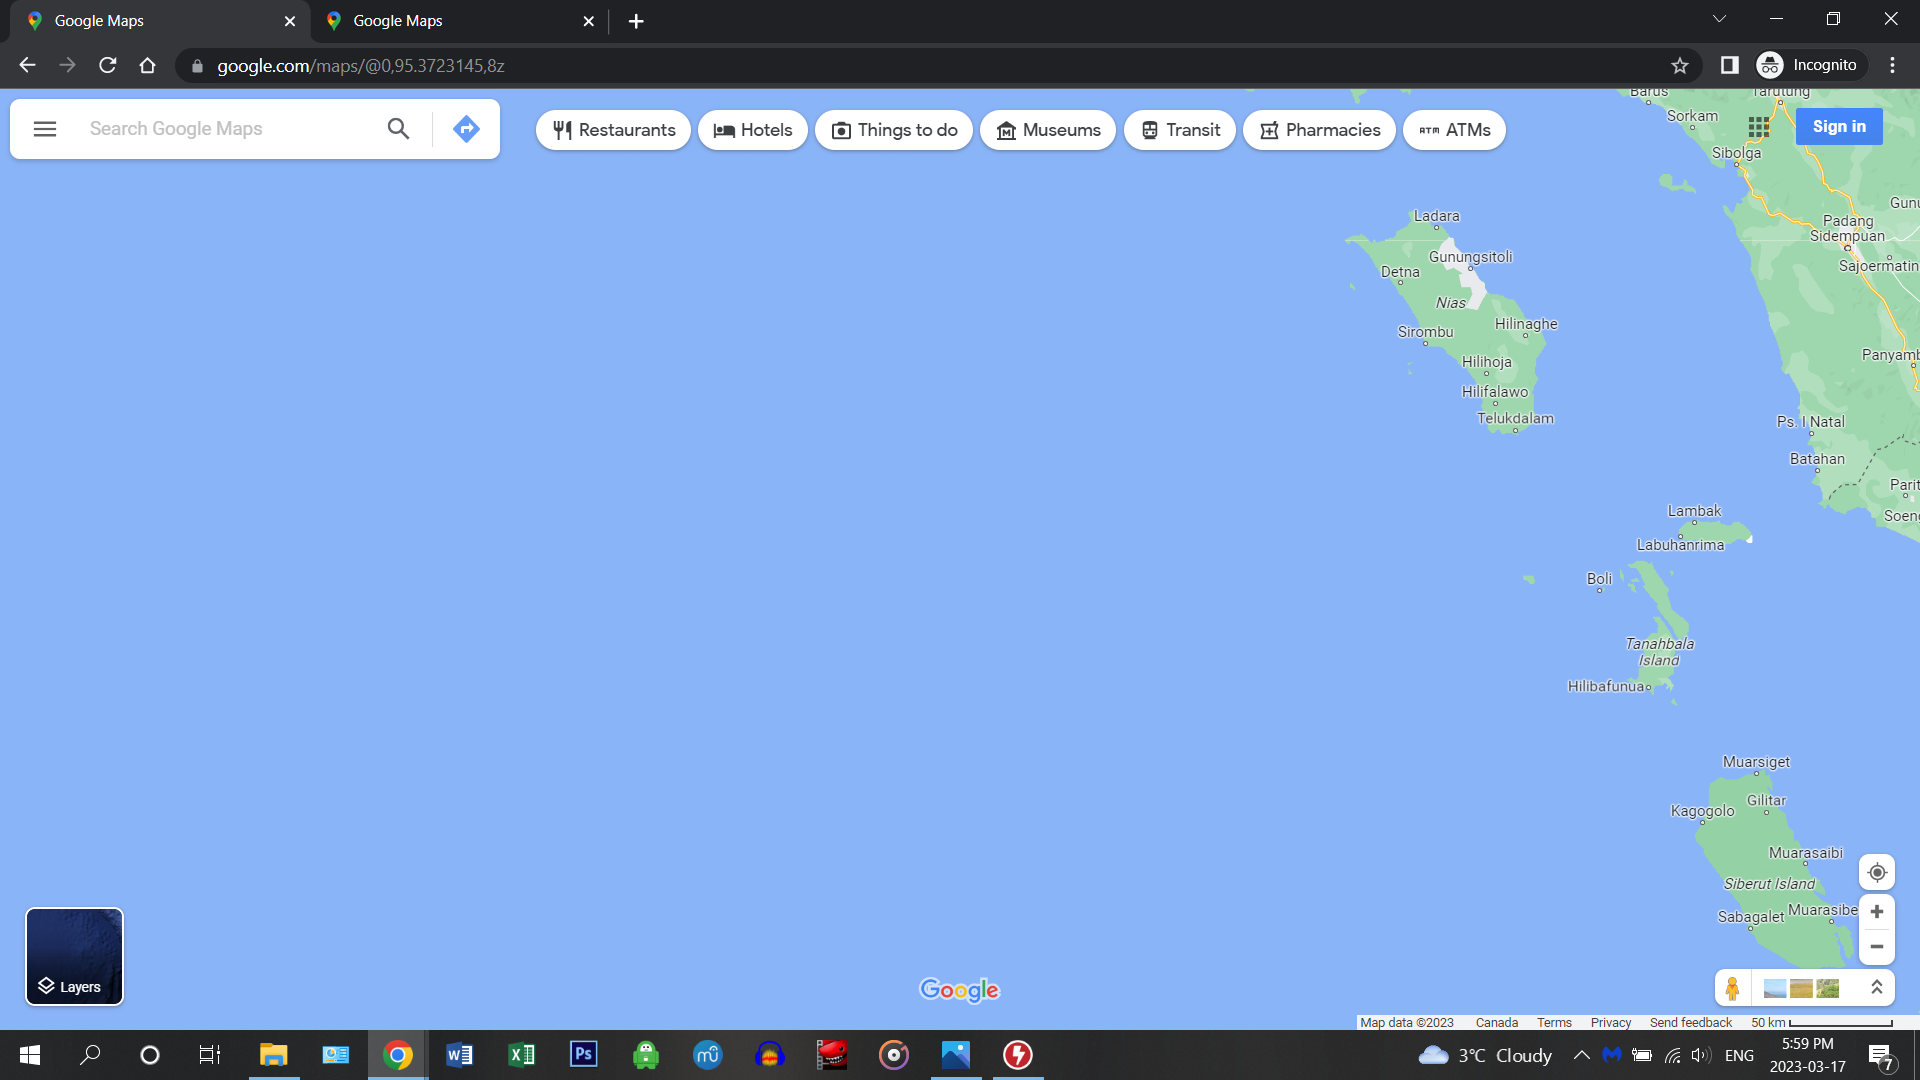 Google Maps
Google Maps
google.com/maps/@0,95.3723145,8z
Incognito
Search Google Maps
Restaurants
Hotels
Things to do
Museums
Transit
Pharmacies
ATM ATMs
Sign in
Barus
Tarutung
Sorkam
Sibolga
Gunu
Padang
Sidempuan
Sajoermatin
Ladara
Gunungsitoli
Detna
Nias
Hilinaghe
Sirombu
Hilihoja
Hilifalawo
Telukdalam
Panyamb
Ps. I Natal
Batahan
Parit
Soeng
Lambak
Labuhanrima
Boli
Tanahbala
Island
Hilibafunua
Muarsiget
Gilitar
Kagogolo
Muarasaibi
Siberut Island
Sabagalet
Muarasibe
Layers
Google
Map data ©2023
Canada
Terms
Privacy
Send feedback
50 km
W
X
Ps
mu
3°C Cloudy
ENG
5:59 PM
2023-03-17
7